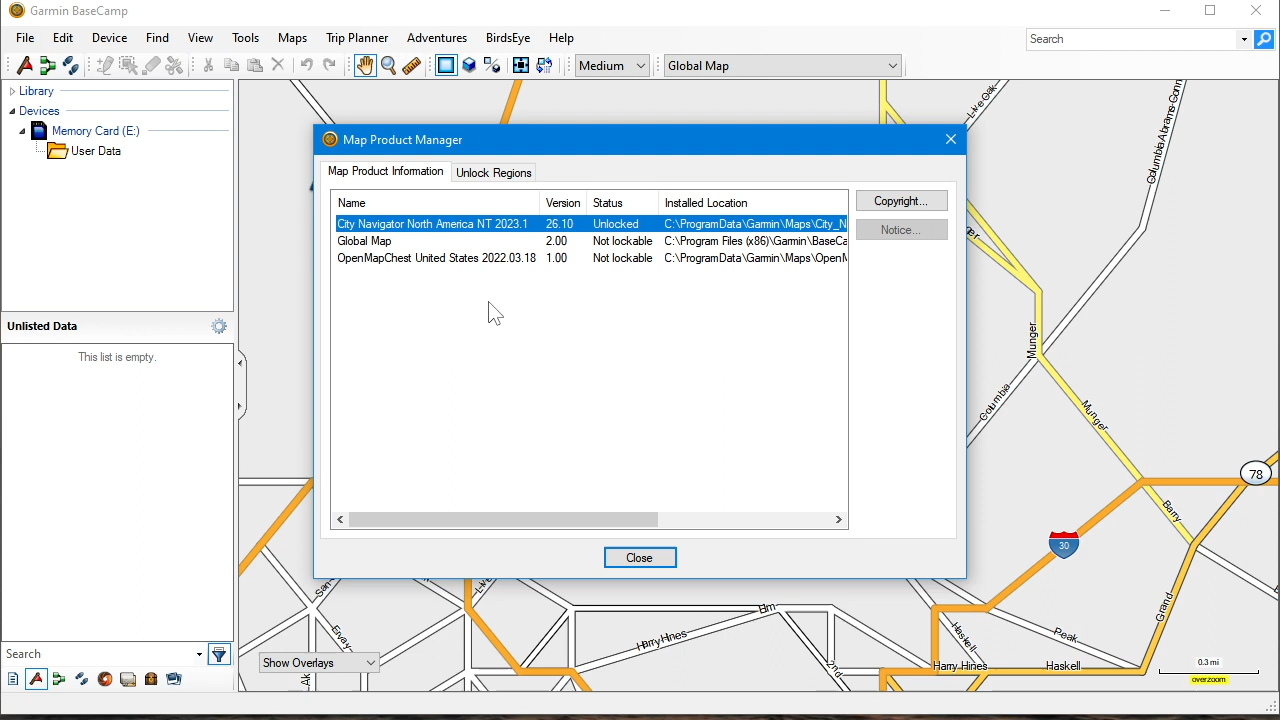 Garmin BaseCamp
File Edit Device Find View Tools Maps Trip Planner Adventures BirdsEye Help
Search
Medium
Global Map
Library
Devices
Memory Card (E:)
User Data
Unlisted Data
This list is empty.
Search
Map Product Manager
Map Product Information Unlock Regions
Name Version Status Installed Location
City Navigator North America NT 2023.1 26.10 Unlocked C:\ProgramData\Garmin\Maps\City_N
Global Map 2.00 Not lockable C:\Program Files (x86)\Garmin\BaseCa
OpenMapChest United States 2022.03.18 1.00 Not lockable C:\ProgramData\Garmin\Maps\Open
Copyright...
Notice...
Close
Live Oak
Columbia Abrams Conn
Munger
Columbia
Munger
78
Barry
30
Grand
Elm
Harry Hines
Ervay
2nd
Haskell
Peak
Harry Hines
Haskell
Show Overlays
0.3 mi
overzoom